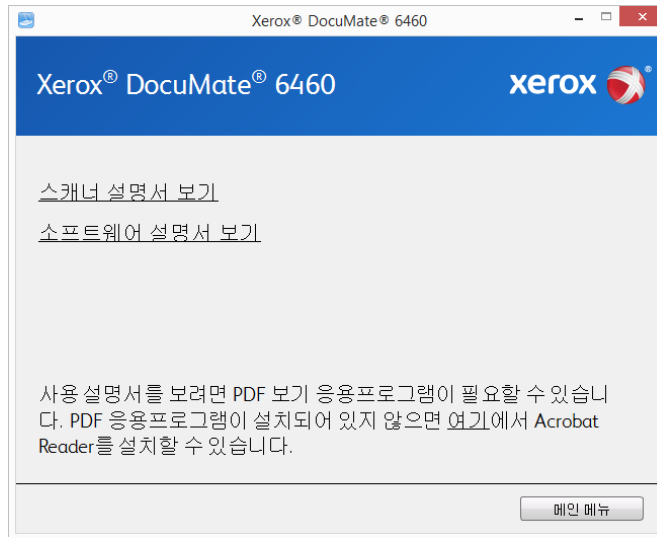 Xerox® DocuMate® 6460
Xerox® DocuMate® 6460
xerox ®
스캐너 설명서 보기
소프트웨어 설명서 보기
사용 설명서를 보려면 PDF 보기 응용프로그램이 필요할 수 있습니
다. PDF 응용프로그램이 설치되어 있지 않으면 여기에서 Acrobat
Reader를 설치할 수 있습니다.
메인 메뉴